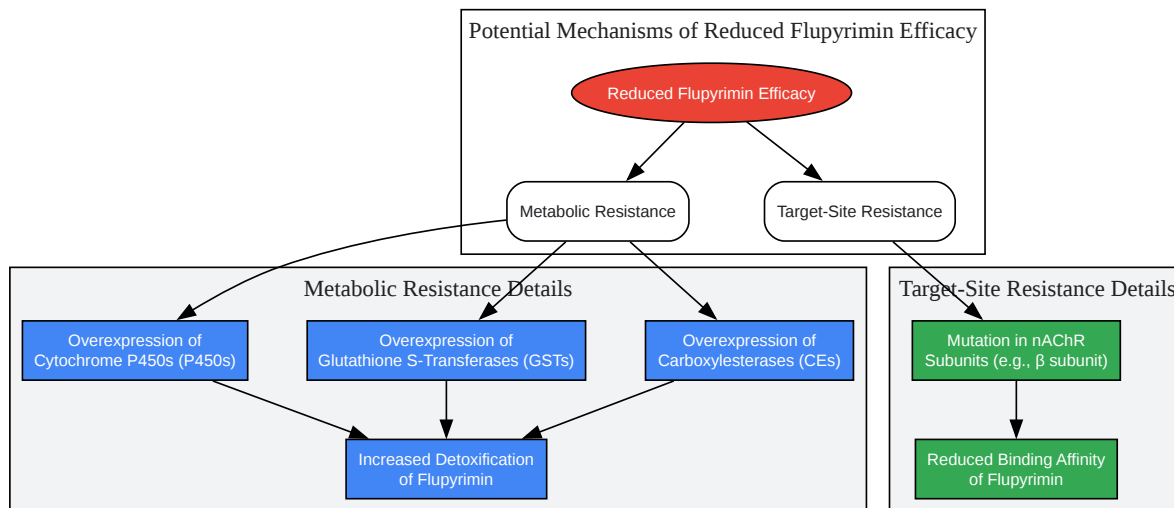 Potential Mechanisms of Reduced Flupyrimin Efficacy
Reduced Flupyrimin Efficacy
Metabolic Resistance
Target-Site Resistance
Metabolic Resistance Details
Target-Site Resistance Details
Overexpression of
Cytochrome P450s (P450s)
Overexpression of
Glutathione S-Transferases (GSTs)
Overexpression of
Carboxylesterases (CEs)
Mutation in nAChR
Subunits (e.g., β subunit)
Increased Detoxification
of Flupyrimin
Reduced Binding Affinity
of Flupyrimin